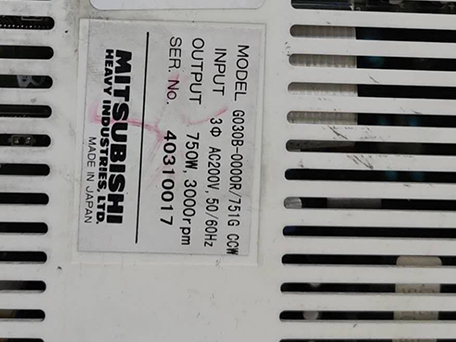 MODEL G030B-0000R/751G CCW
INPUT 3Φ AC200V, 50/60Hz
OUTPUT 750W, 3000rpm
SER. No. 40310017
MITSUBISHI
HEAVY INDUSTRIES, LTD.
MADE IN JAPAN